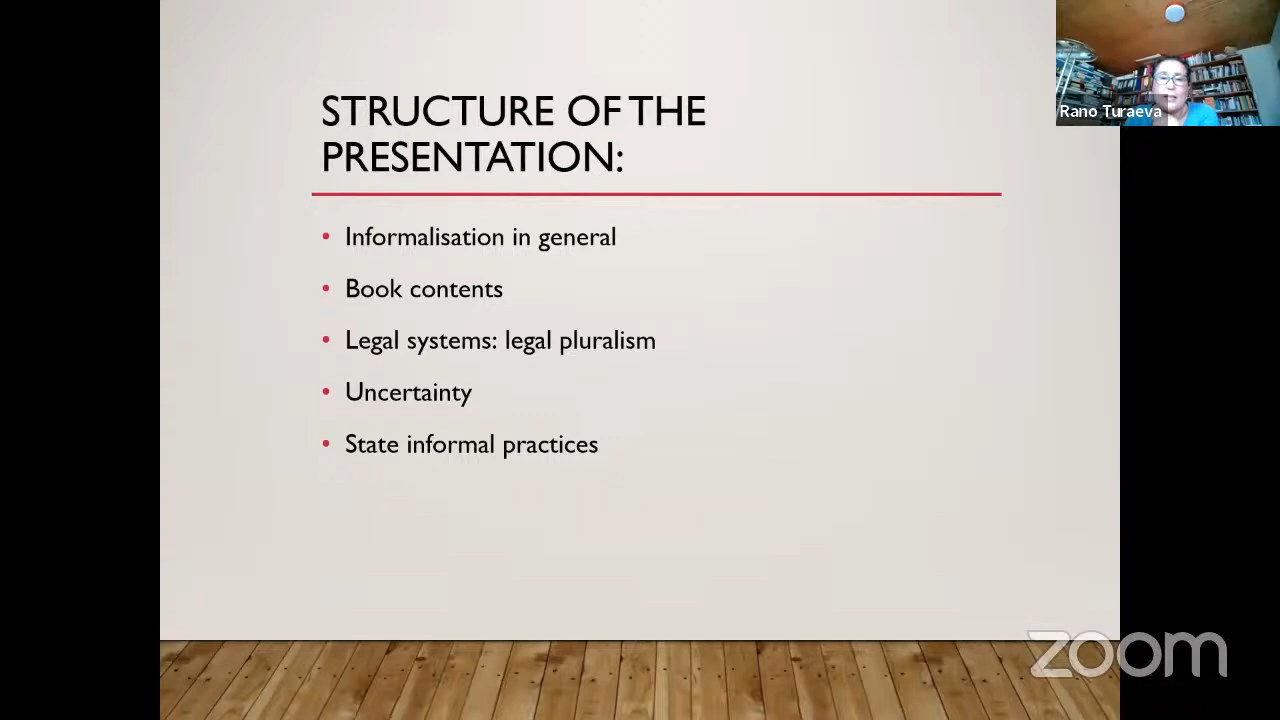 STRUCTURE OF THE
PRESENTATION:
• Informalisation in general
• Book contents
• Legal systems: legal pluralism
• Uncertainty
• State informal practices
Rano Turaeva
zoom